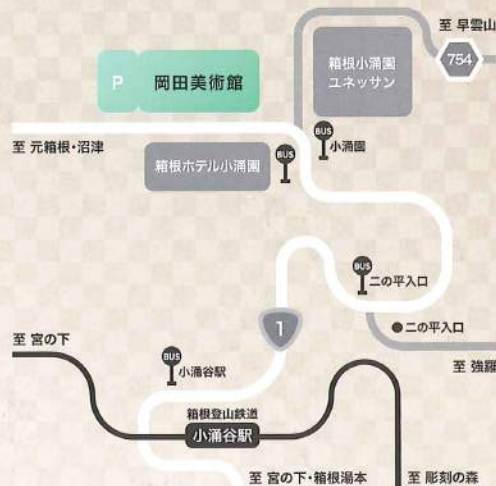 至 早雲山
754
箱根小涌園
ユネッサン
P
岡田美術館
BUS
小涌園
至 元箱根・沼津
箱根ホテル小涌園
BUS
BUS
二の平入口
1
●二の平入口
至 宮の下
BUS
小涌谷駅
至 強羅
箱根登山鉄道
小涌谷駅
至 宮の下・箱根湯本
至 彫刻の森